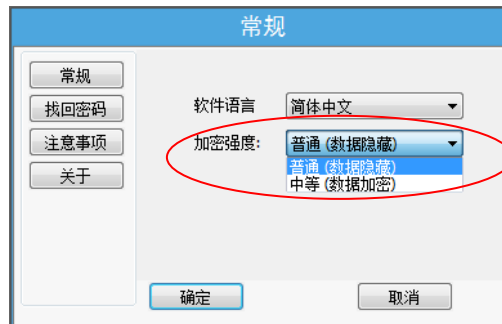 常规
常规
找回密码
注意事项
关于
软件语言 简体中文
加密强度: 普通 (数据隐藏)
普通 (数据隐藏)
中等 (数据加密)
确定 取消